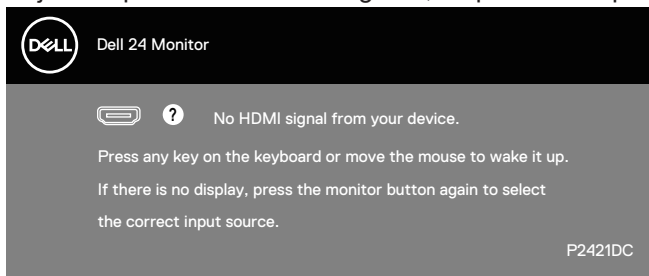 DELL
Dell 24 Monitor
? No HDMI signal from your device.
Press any key on the keyboard or move the mouse to wake it up.
If there is no display, press the monitor button again to select
the correct input source.
P2421DC